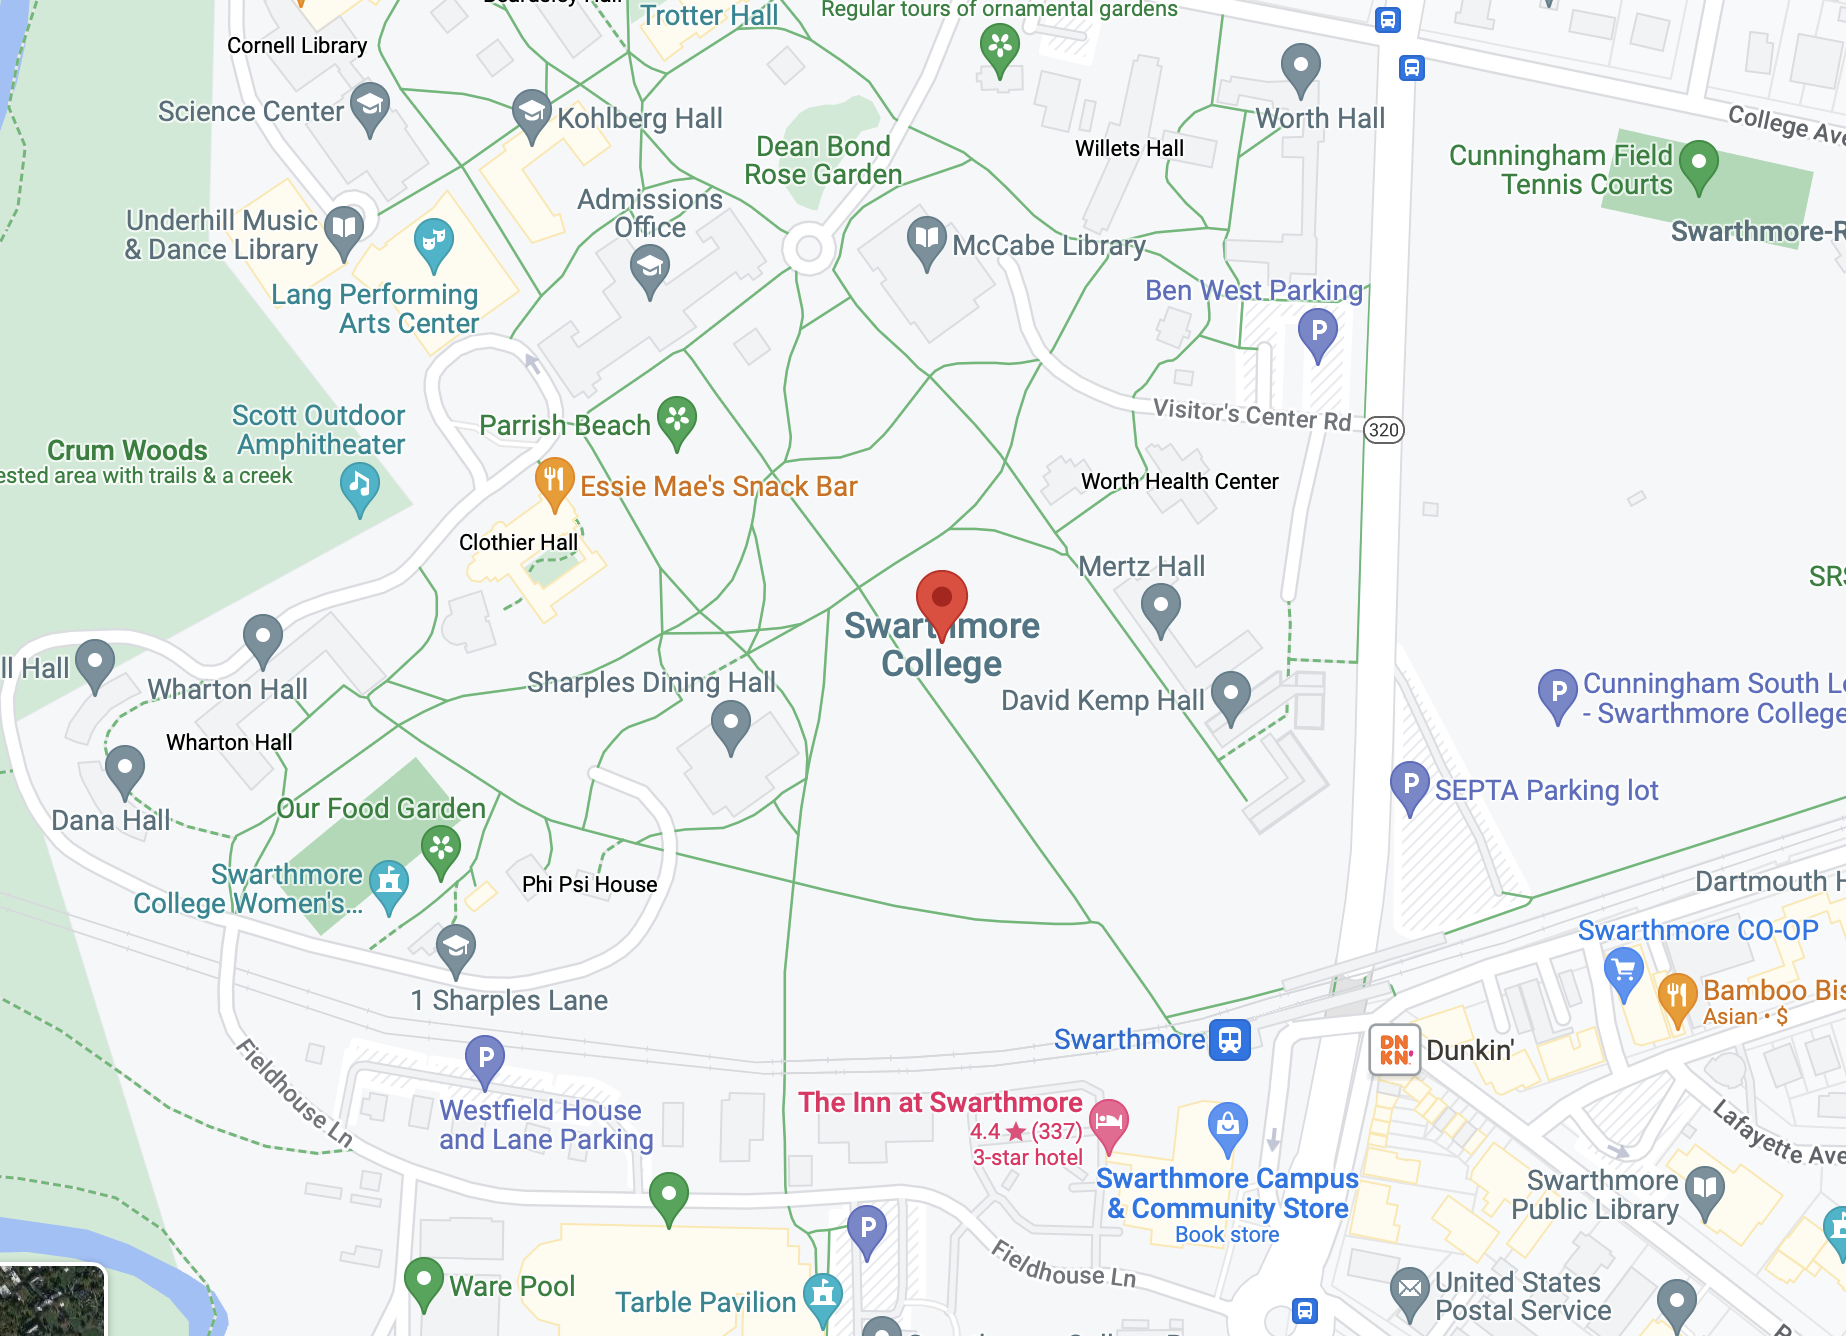 Regular tours of ornamental gardens
Trotter Hall
Cornell Library
Science Center
Kohlberg Hall
Worth Hall
College Ave
Dean Bond
Rose Garden
Willets Hall
Cunningham Field
Tennis Courts
Admissions
Office
Underhill Music
& Dance Library
McCabe Library
Swarthmore-R
Lang Performing
Arts Center
Ben West Parking
P
Scott Outdoor
Amphitheater
Parrish Beach
Visitor's Center Rd
320
Crum Woods
ested area with trails & a creek
Essie Mae's Snack Bar
Worth Health Center
Clothier Hall
Mertz Hall
SRS
Swarthmore
College
ll Hall
Wharton Hall
Sharples Dining Hall
David Kemp Hall
P
Cunningham South Lo
- Swarthmore College
Wharton Hall
Dana Hall
Our Food Garden
P
SEPTA Parking lot
Swarthmore
College Women's...
Phi Psi House
Dartmouth H
Swarthmore CO-OP
1 Sharples Lane
Bamboo Bis
Asian • $
Fieldhouse Ln
P
Swarthmore
DN
KN'
Dunkin'
Westfield House
and Lane Parking
The Inn at Swarthmore
4.4 ★ (337)
3-star hotel
Lafayette Ave
Swarthmore Campus
& Community Store
Book store
Swarthmore
Public Library
P
Fieldhouse Ln
Ware Pool
Tarble Pavilion
United States
Postal Service